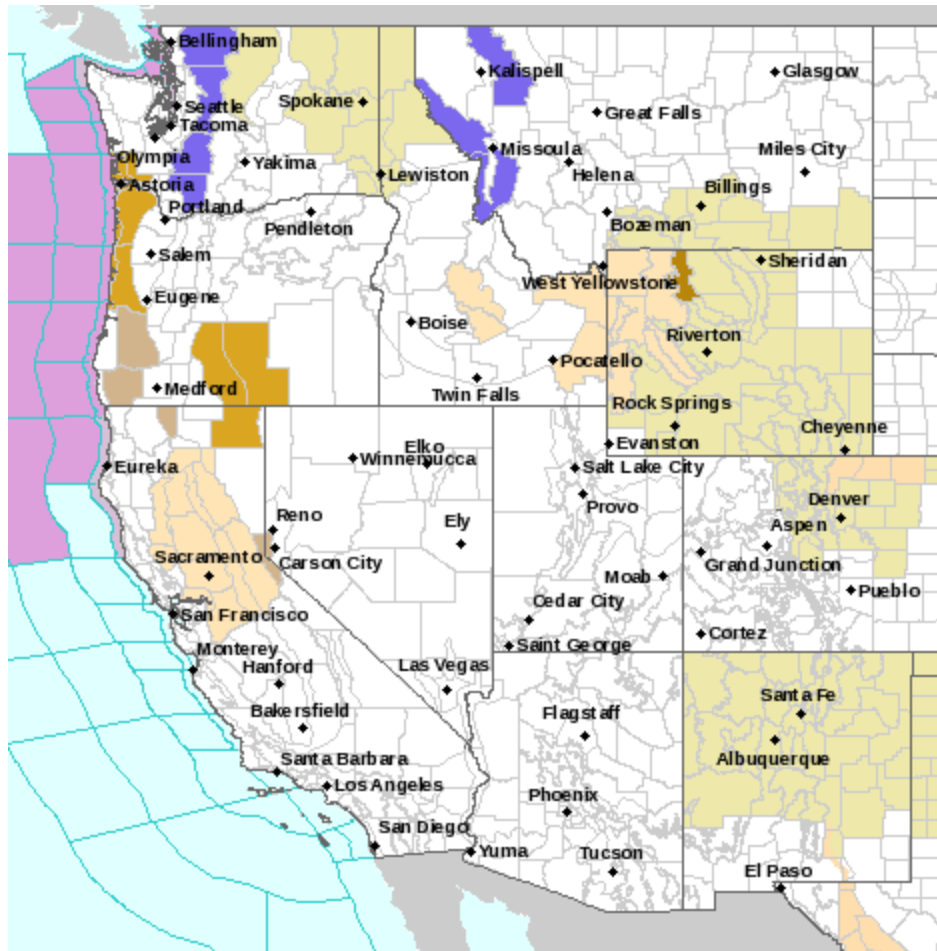 Bellingham
Kalispell
Glasgow
Seattle
Spokane
Great Falls
Tacoma
Olympia
Yakima
Missoula
Helena
Miles City
Astoria
Lewiston
Billings
Portland
Pendleton
Bozeman
Salem
Sheridan
West Yellowstone
Eugene
Boise
Riverton
Medford
Pocatello
Twin Falls
Rock Springs
Cheyenne
Eureka
Winnemucca
Elko
Evanston
Salt Lake City
Provo
Denver
Reno
Ely
Aspen
Sacramento
Carson City
Grand Junction
Moab
Pueblo
San Francisco
Cedar City
Monterey
Saint George
Cortez
Hanford
Las Vegas
Bakersfield
Flagstaff
Santa Fe
Albuquerque
Santa Barbara
Los Angeles
Phoenix
San Diego
Yuma
Tucson
El Paso